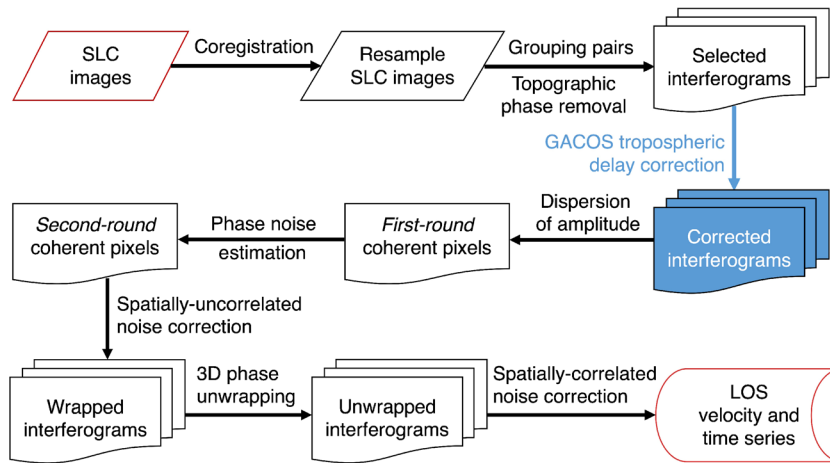 SLC
images
Coregistration
Resample
SLC images
Grouping pairs
Topographic
phase removal
Selected
interferograms
GACOS tropospheric
delay correction
Corrected
interferograms
Dispersion
of amplitude
First-round
coherent pixels
Phase noise
estimation
Second-round
coherent pixels
Spatially-uncorrelated
noise correction
Wrapped
interferograms
3D phase
unwrapping
Unwrapped
interferograms
Spatially-correlated
noise correction
LOS
velocity and
time series